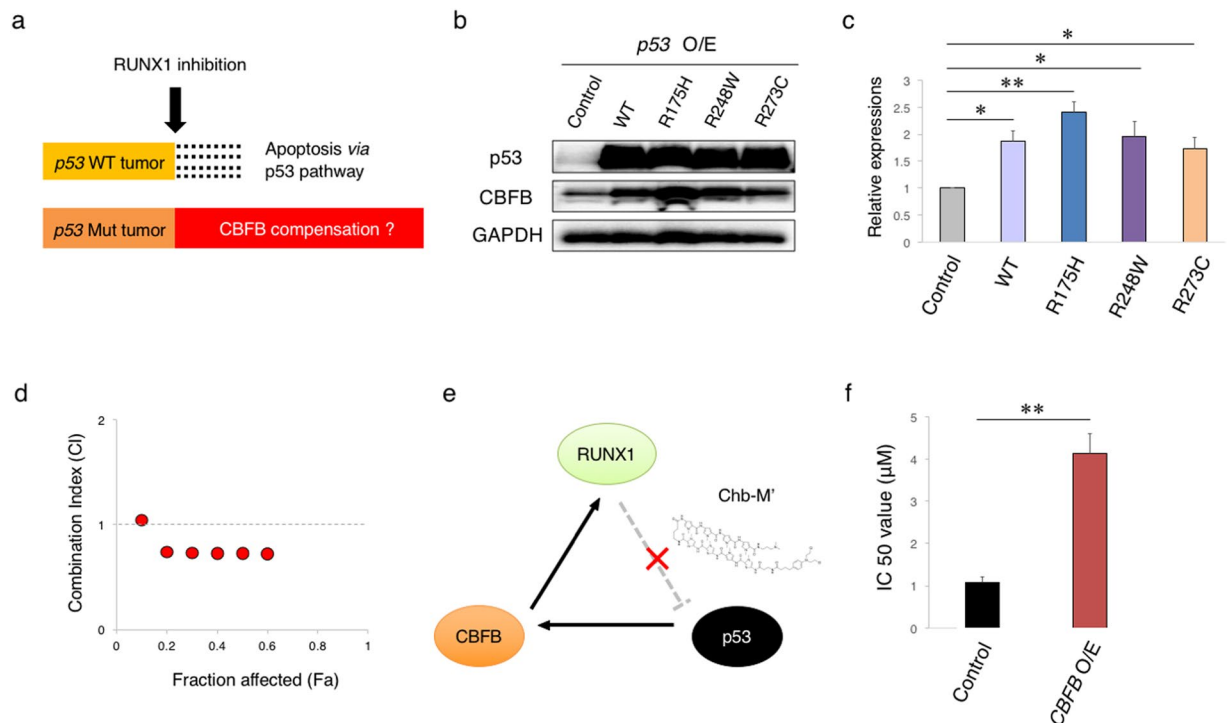 a
RUNX1 inhibition
p53 WT tumor
Apoptosis via
p53 pathway
p53 Mut tumor
CBFB compensation ?
b
p53 O/E
Control
WT
R175H
R248W
R273C
p53
CBFB
GAPDH
c
*
*
**
*
Relative expressions
3
2.5
2
1.5
1
0.5
0
Control
WT
R175H
R248W
R273C
d
Combination Index (CI)
2
1
0
0
0.2
0.4
0.6
0.8
1
Fraction affected (Fa)
e
RUNX1
Chb-M'
CBFB
p53
f
**
IC 50 value (µM)
5
4
3
2
1
0
Control
CBFB O/E